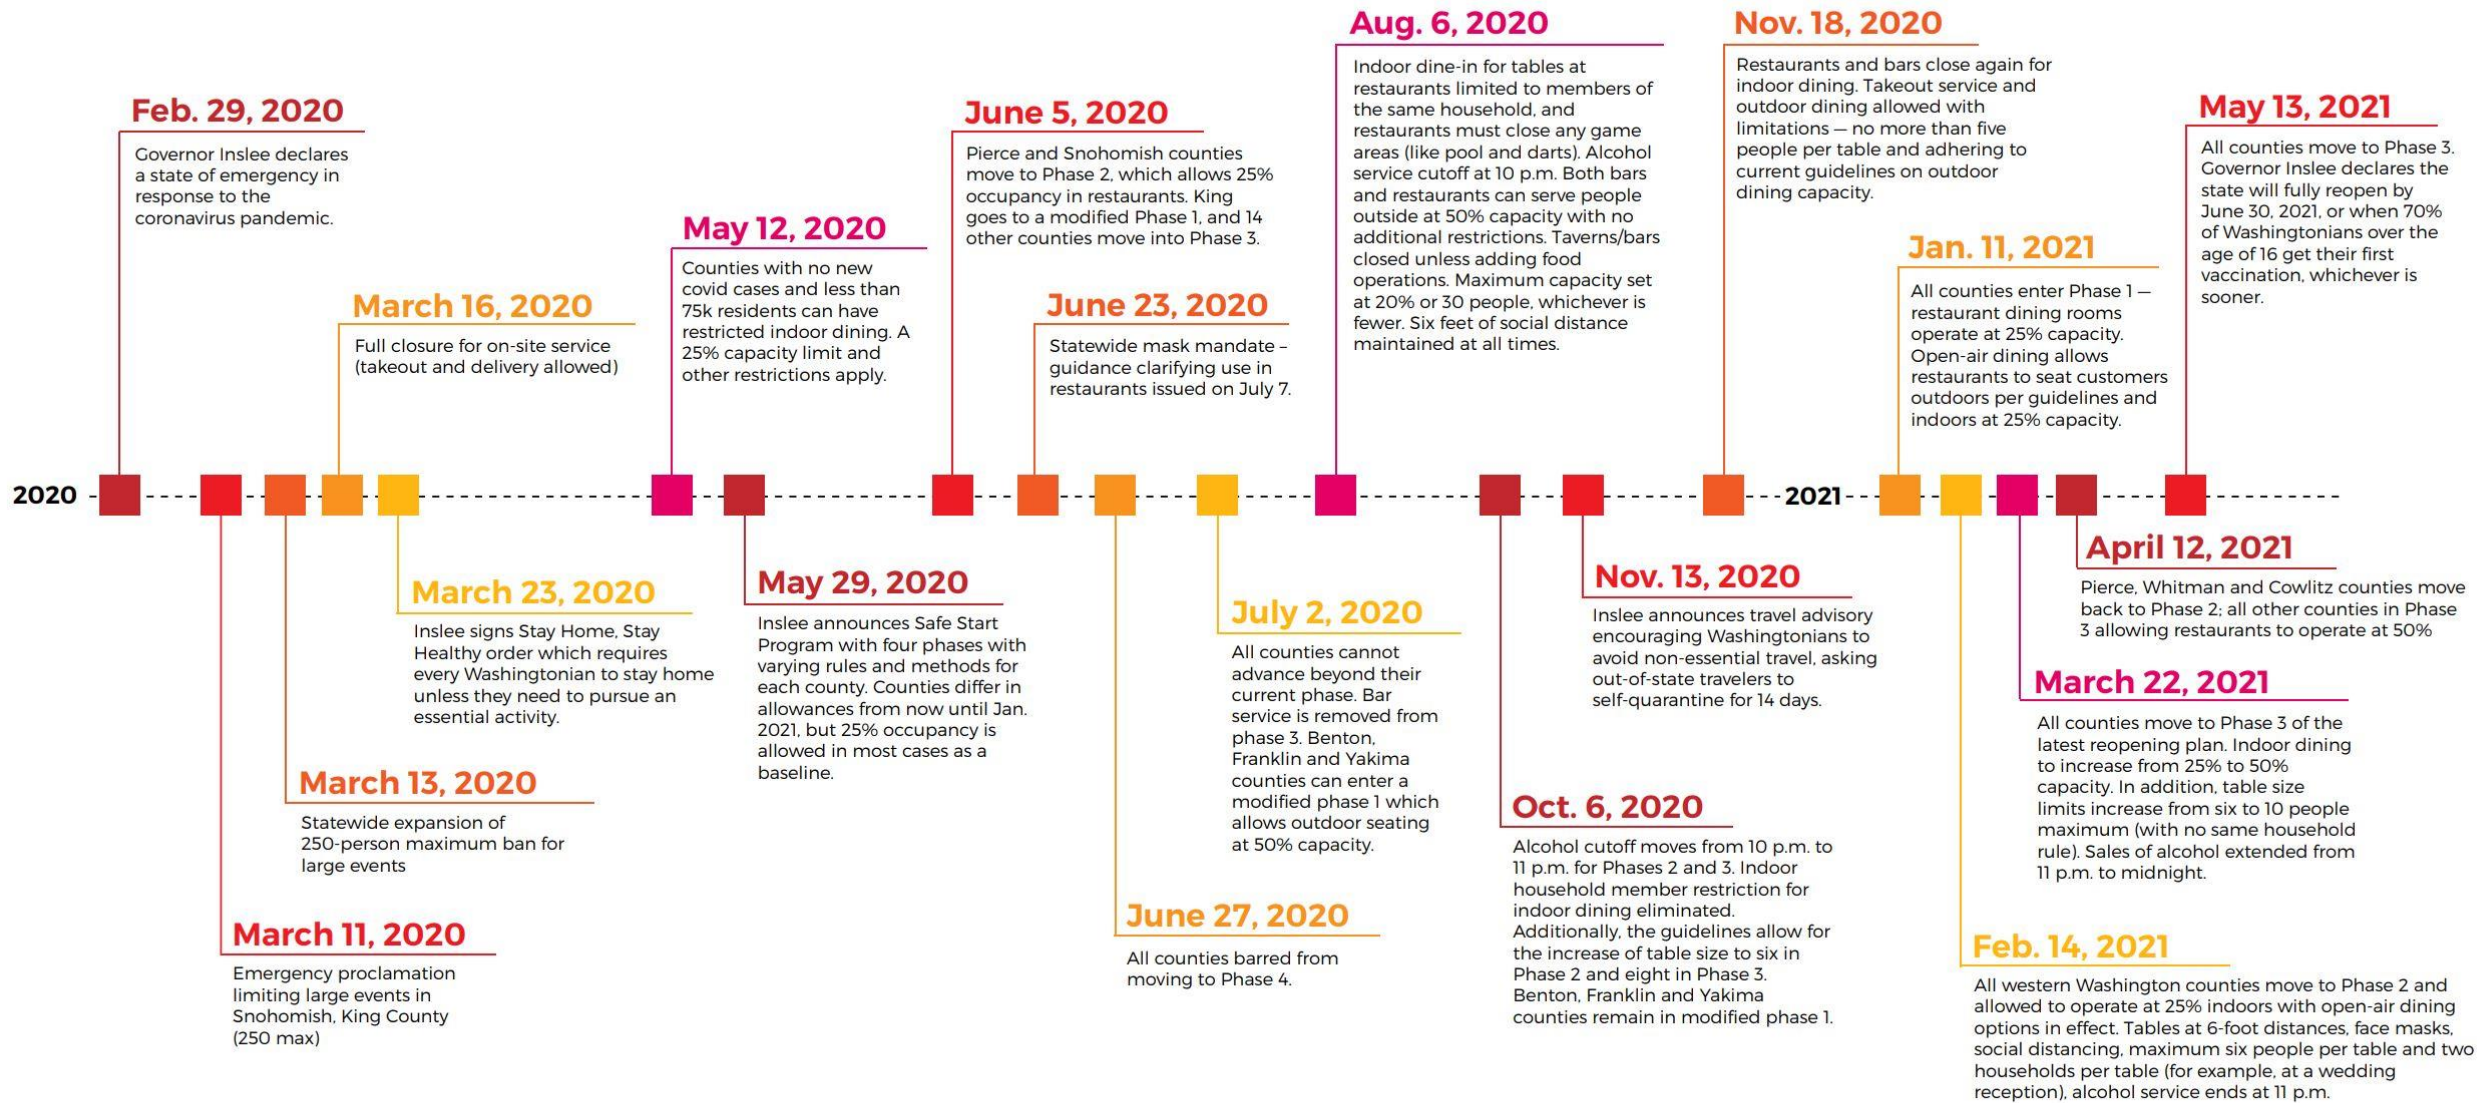 2020
Feb. 29, 2020
Governor Inslee declares
a state of emergency in
response to the
coronavirus pandemic.
March 11, 2020
Emergency proclamation
limiting large events in
Snohomish, King County
(250 max)
March 13, 2020
Statewide expansion of
250-person maximum ban for
large events
March 16, 2020
Full closure for on-site service
(takeout and delivery allowed)
March 23, 2020
Inslee signs Stay Home, Stay
Healthy order which requires
every Washingtonian to stay home
unless they need to pursue an
essential activity.
May 12, 2020
Counties with no new
covid cases and less than
75k residents can have
restricted indoor dining. A
25% capacity limit and
other restrictions apply.
May 29, 2020
Inslee announces Safe Start
Program with four phases with
varying rules and methods for
each county. Counties differ in
allowances from now until Jan.
2021, but 25% occupancy is
allowed in most cases as a
baseline.
June 5, 2020
Pierce and Snohomish counties
move to Phase 2, which allows 25%
occupancy in restaurants. King
goes to a modified Phase 1, and 14
other counties move into Phase 3.
June 23, 2020
Statewide mask mandate –
guidance clarifying use in
restaurants issued on July 7.
June 27, 2020
All counties barred from
moving to Phase 4.
July 2, 2020
All counties cannot
advance beyond their
current phase. Bar
service is removed from
phase 3. Benton,
Franklin and Yakima
counties can enter a
modified phase 1 which
allows outdoor seating
at 50% capacity.
Aug. 6, 2020
Indoor dine-in for tables at
restaurants limited to members of
the same household, and
restaurants must close any game
areas (like pool and darts). Alcohol
service cutoff at 10 p.m. Both bars
and restaurants can serve people
outside at 50% capacity with no
additional restrictions. Taverns/bars
closed unless adding food
operations. Maximum capacity set
at 20% or 30 people, whichever is
fewer. Six feet of social distance
maintained at all times.
Oct. 6, 2020
Alcohol cutoff moves from 10 p.m. to
11 p.m. for Phases 2 and 3. Indoor
household member restriction for
indoor dining eliminated.
Additionally, the guidelines allow for
the increase of table size to six in
Phase 2 and eight in Phase 3.
Benton, Franklin and Yakima
counties remain in modified phase 1.
Nov. 13, 2020
Inslee announces travel advisory
encouraging Washingtonians to
avoid non-essential travel, asking
out-of-state travelers to
self-quarantine for 14 days.
Nov. 18, 2020
Restaurants and bars close again for
indoor dining. Takeout service and
outdoor dining allowed with
limitations — no more than five
people per table and adhering to
current guidelines on outdoor
dining capacity.
2021
Jan. 11, 2021
All counties enter Phase 1 —
restaurant dining rooms
operate at 25% capacity.
Open-air dining allows
restaurants to seat customers
outdoors per guidelines and
indoors at 25% capacity.
Feb. 14, 2021
All western Washington counties move to Phase 2 and
allowed to operate at 25% indoors with open-air dining
options in effect. Tables at 6-foot distances, face masks,
social distancing, maximum six people per table and two
households per table (for example, at a wedding
reception), alcohol service ends at 11 p.m.
March 22, 2021
All counties move to Phase 3 of the
latest reopening plan. Indoor dining
to increase from 25% to 50%
capacity. In addition, table size
limits increase from six to 10 people
maximum (with no same household
rule). Sales of alcohol extended from
11 p.m. to midnight.
April 12, 2021
Pierce, Whitman and Cowlitz counties move
back to Phase 2; all other counties in Phase
3 allowing restaurants to operate at 50%
May 13, 2021
All counties move to Phase 3.
Governor Inslee declares the
state will fully reopen by
June 30, 2021, or when 70%
of Washingtonians over the
age of 16 get their first
vaccination, whichever is
sooner.